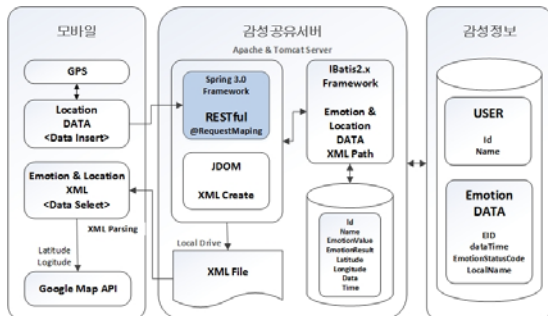 모바일
GPS
Location
DATA
<Data Insert>
Emotion & Location
XML
<Data Select>
XML Parsing
Latitude
Logitude
Google Map API
감성공유서버
Apache & Tomcat Server
Spring 3.0
Framework
RESTful
@RequestMaping
JDOM
XML Create
Local Drive
XML File
IBatis2.x
Framework
Emotion &
Location
DATA
XML Path
Id
Name
EmotionValue
EmotionResult
Latitude
Longitude
Data
Time
감성정보
USER
Id
Name
Emotion
DATA
EID
dataTime
EmotionStatusCode
LocalName